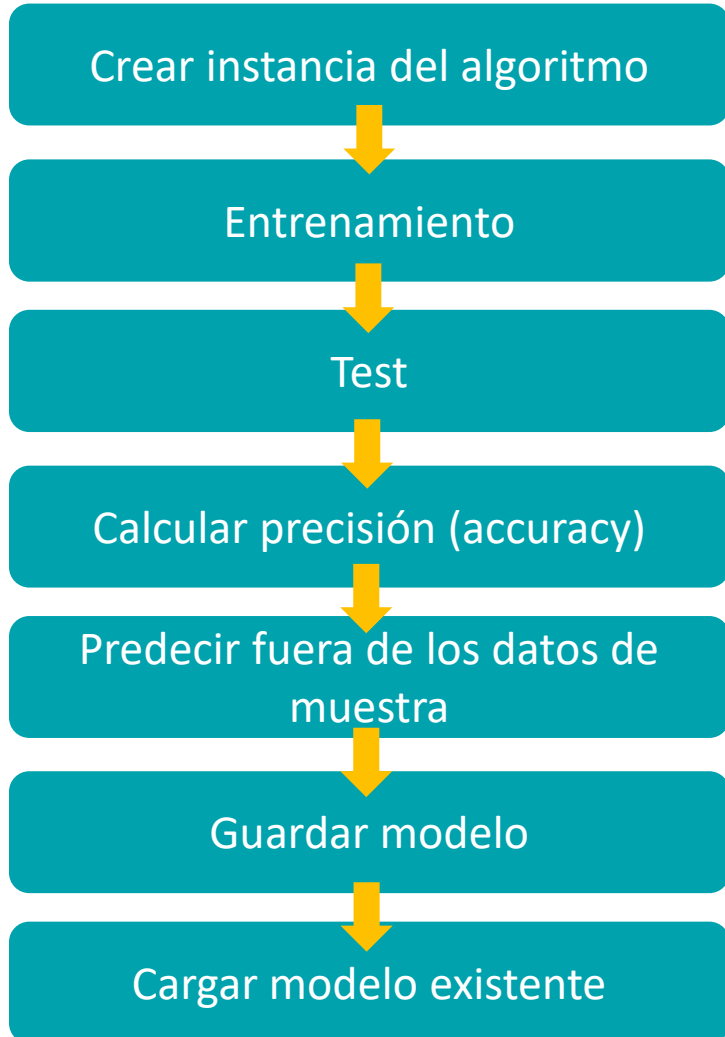 Crear instancia del algoritmo
Entrenamiento
Test
Calcular precisión (accuracy)
Predecir fuera de los datos de
muestra
Guardar modelo
Cargar modelo existente